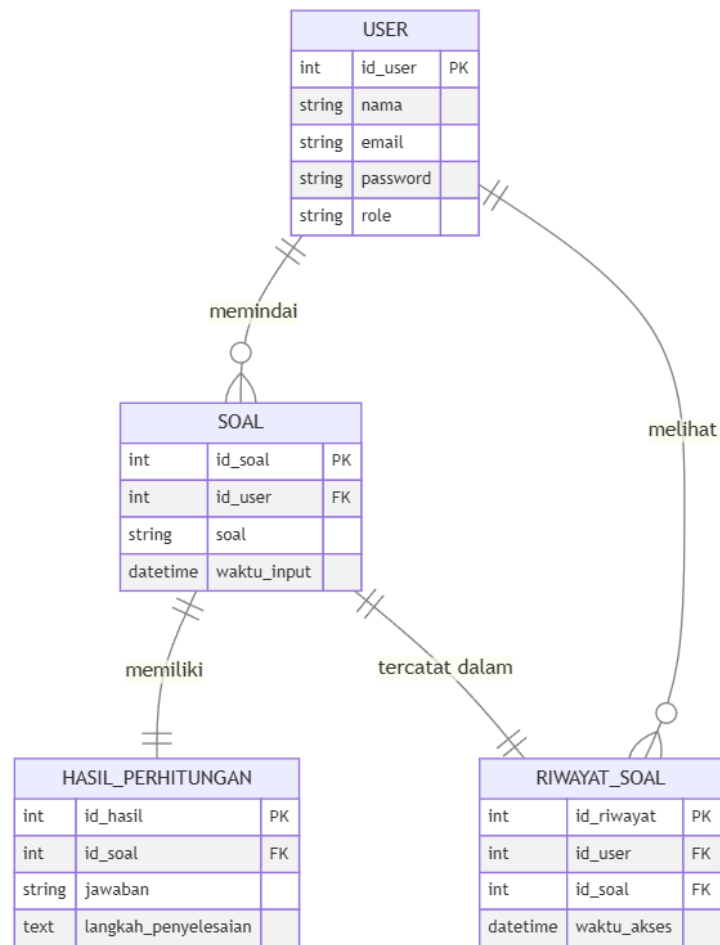 USER
int id_user PK
string nama
string email
string password
string role
memindai
melihat
SOAL
int id_soal PK
int id_user FK
string soal
datetime waktu_input
memiliki
tercatat dalam
HASIL_PERHITUNGAN
int id_hasil PK
int id_soal FK
string jawaban
text langkah_penyelesaian
RIWAYAT_SOAL
int id_riwayat PK
int id_user FK
int id_soal FK
datetime waktu_akses